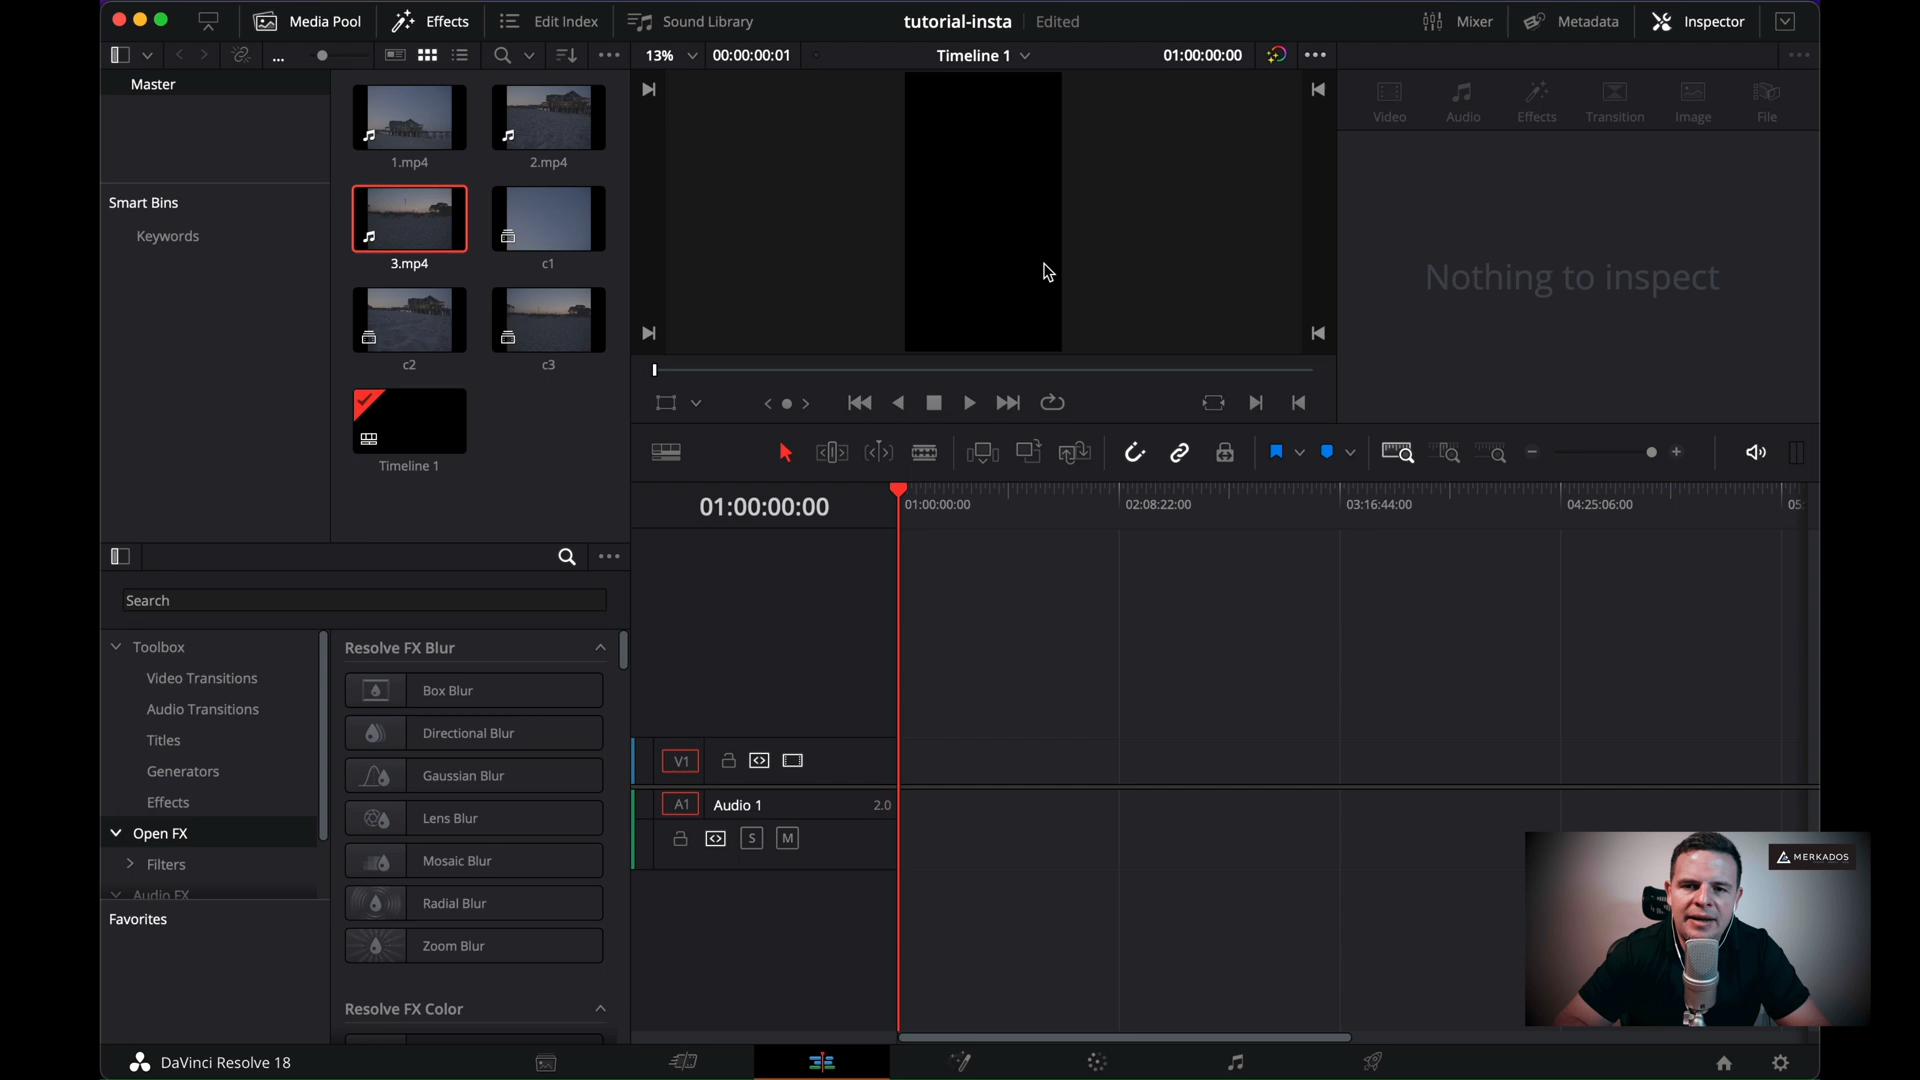 Media Pool
Effects
Edit Index
Sound Library
tutorial-insta
Edited
Mixer
Metadata
Inspector
...
13%
00:00:00:01
Timeline 1
01:00:00:00
Master
Smart Bins
Keywords
1.mp4
2.mp4
3.mp4
c1
c2
c3
Timeline 1
Video
Audio
Effects
Transition
Image
File
Nothing to inspect
01:00:00:00
01:00:00:00
02:08:22:00
03:16:44:00
04:25:06:00
05:
Search
Toolbox
Video Transitions
Audio Transitions
Titles
Generators
Effects
Open FX
Filters
Audio FX
Favorites
Resolve FX Blur
Box Blur
Directional Blur
Gaussian Blur
Lens Blur
Mosaic Blur
Radial Blur
Zoom Blur
Resolve FX Color
V1
A1
Audio 1
2.0
S
M
MERKADOS
DaVinci Resolve 18